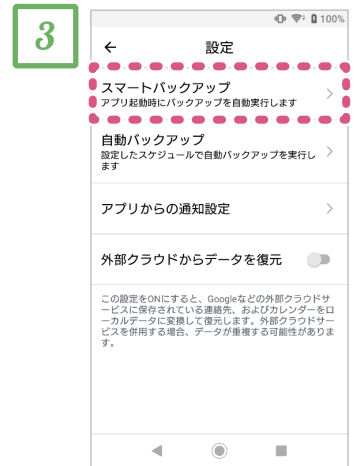 3
100%
設定
スマートバックアップ
アプリ起動時にバックアップを自動実行します
自動バックアップ
設定したスケジュールで自動バックアップを実行し
ます
アプリからの通知設定
外部クラウドからデータを復元
この設定をONにすると、Googleなどの外部クラウドサ
ービスに保存されている連絡先、およびカレンダーをロ
ーカルデータに変換して復元します。外部クラウドサー
ビスを併用する場合、データが重複する可能性がありま
す。